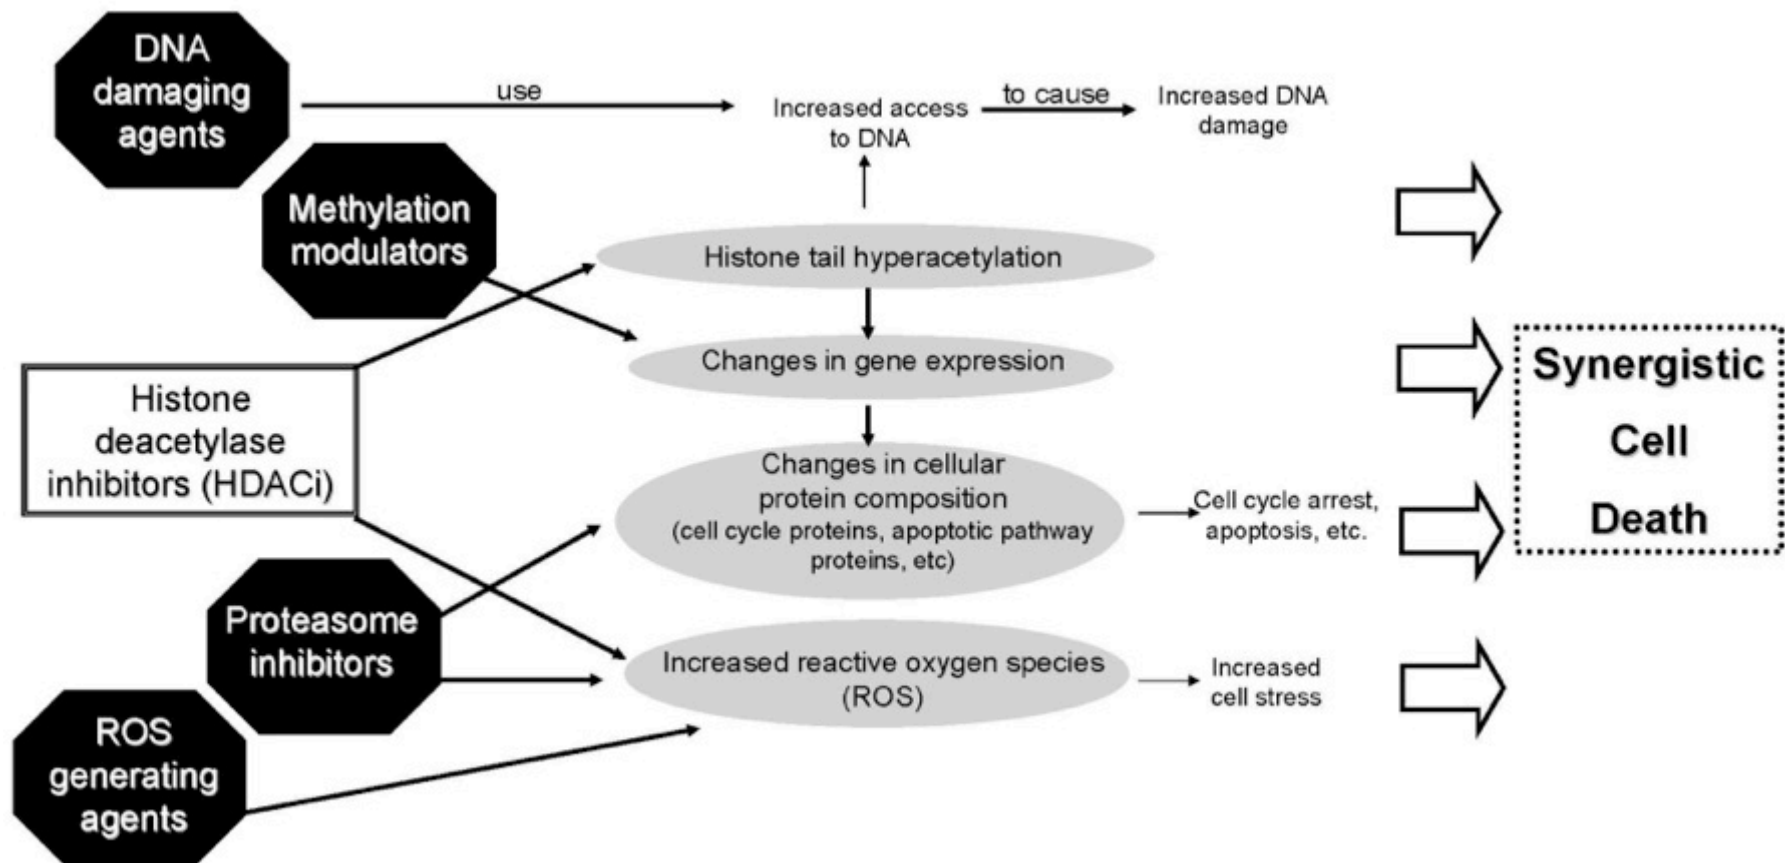 DNA
damaging
agents
use
Increased access
to DNA
to cause
Increased DNA
damage
Methylation
modulators
Histone tail hyperacetylation
Changes in gene expression
Histone
deacetylase
inhibitors (HDACi)
Changes in cellular
protein composition
(cell cycle proteins, apoptotic pathway
proteins, etc)
Cell cycle arrest,
apoptosis, etc.
Synergistic
Cell
Death
Proteasome
inhibitors
Increased reactive oxygen species
(ROS)
Increased
cell stress
ROS
generating
agents